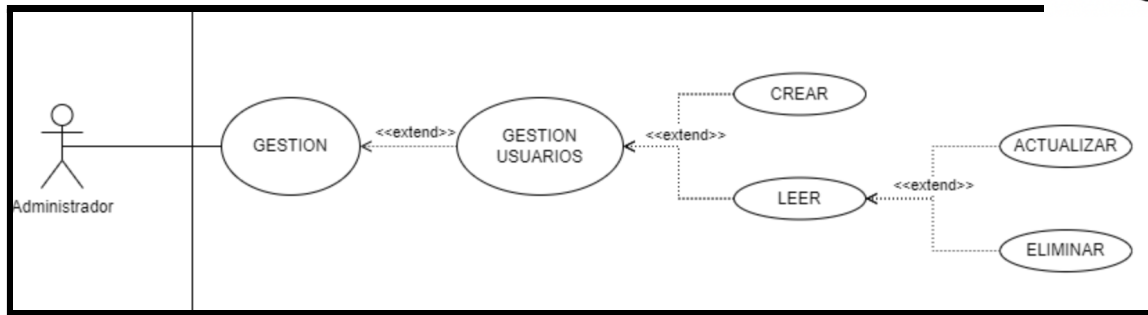 Administrador
GESTION
<<extend>>
GESTION
USUARIOS
<<extend>>
CREAR
LEER
<<extend>>
ACTUALIZAR
ELIMINAR